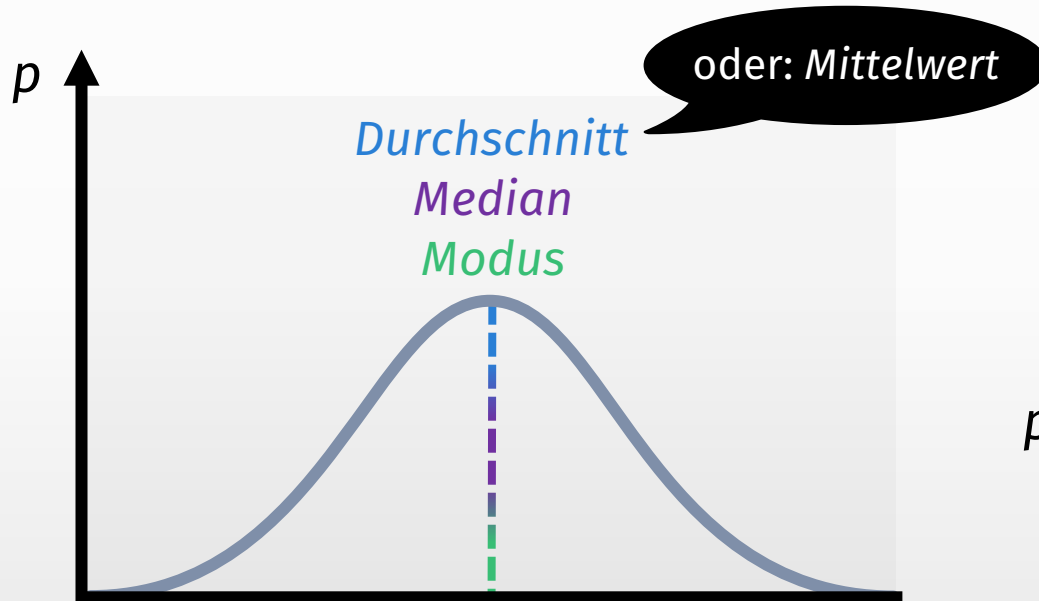 p
oder: Mittelwert
Durchschnitt
Median
Modus
p